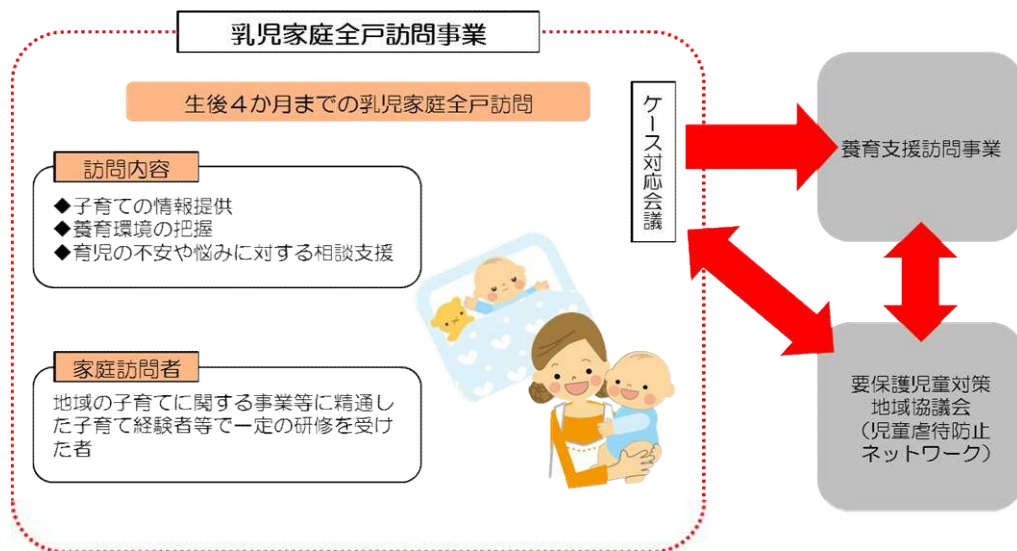 乳児家庭全戸訪問事業
生後４か月までの乳児家庭全戸訪問
訪問内容
◆子育ての情報提供
◆養育環境の把握
◆育児の不安や悩みに対する相談支援
家庭訪問者
地域の子育てに関する事業等に精通し
た子育て経験者等で一定の研修を受け
た者
ケース対応会議
養育支援訪問事業
要保護児童対策
地域協議会
（児童虐待防止
ネットワーク）